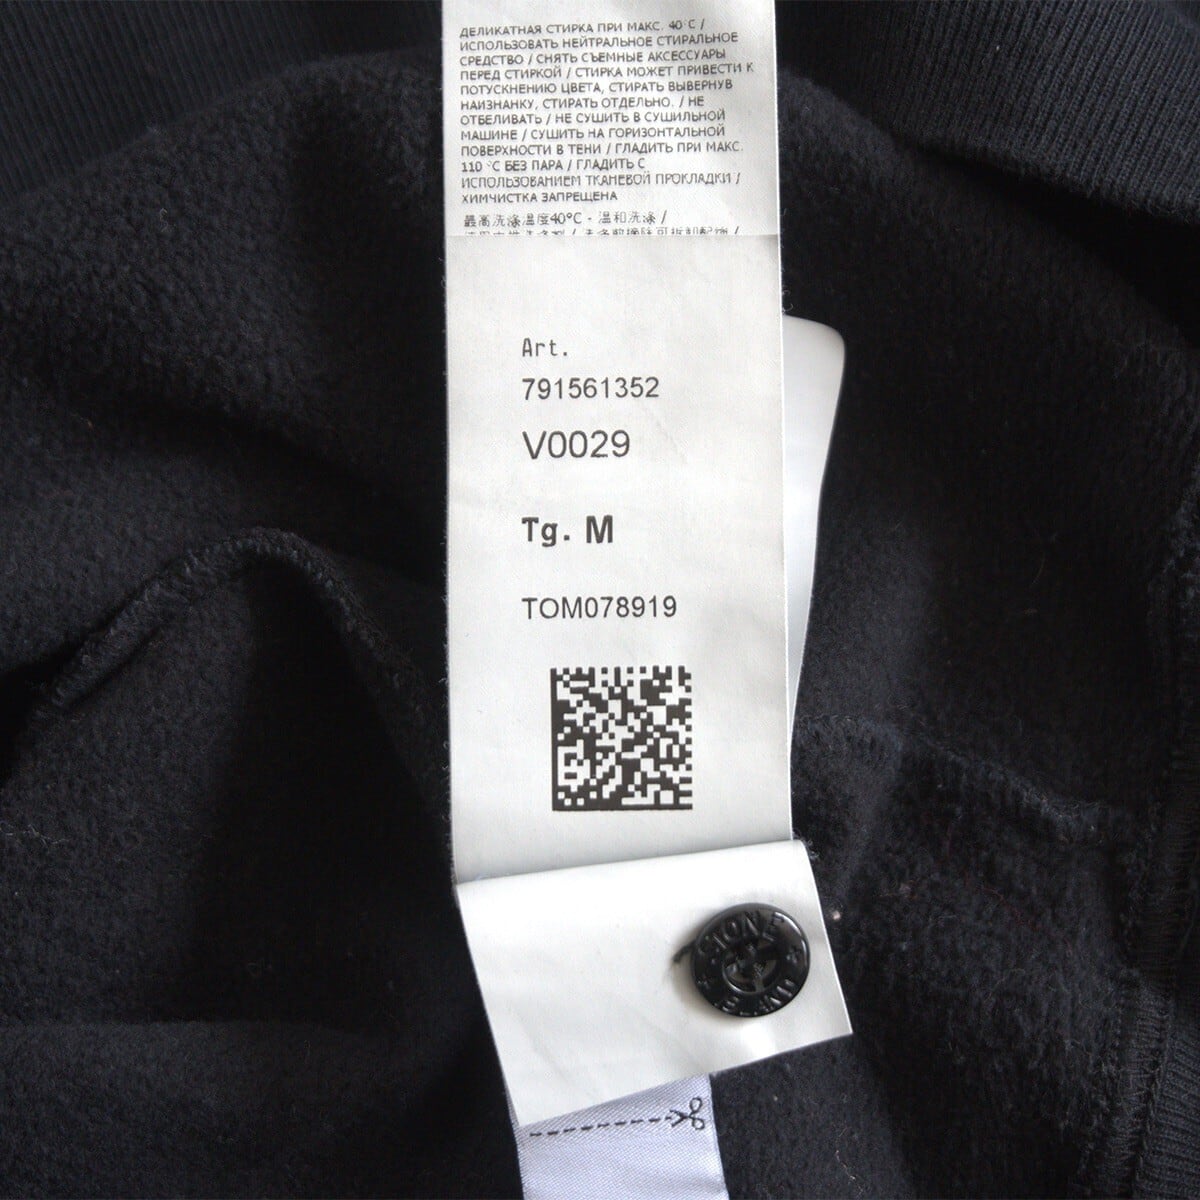 ДЕЛИКАТНАЯ СТИРКА ПРИ МАКС. 40°C /
ИСПОЛЬЗОВАТЬ НЕЙТРАЛЬНОЕ СТИРАЛЬНОЕ
СРЕДСТВО / СНЯТЬ СЪЕМНЫЕ АКСЕССУАРЫ
ПЕРЕД СТИРКОЙ / СТИРКА МОЖЕТ ПРИВЕСТИ К
ПОТУСКНЕНИЮ ЦВЕТА, СТИРАТЬ ВЫВЕРНУВ
НАИЗНАНКУ, СТИРАТЬ ОТДЕЛЬНО. / НЕ
ОТБЕЛИВАТЬ / НЕ СУШИТЬ В СУШИЛЬНОЙ
МАШИНЕ / СУШИТЬ НА ГОРИЗОНТАЛЬНОЙ
ПОВЕРХНОСТИ В ТЕНИ / ГЛАДИТЬ ПРИ МАКС.
110 °C БЕЗ ПАРА / ГЛАДИТЬ С
ИСПОЛЬЗОВАНИЕМ ТКАНЕВОЙ ПРОКЛАДКИ /
ХИМЧИСТКА ЗАПРЕЩЕНА
最高洗涤温度40°C - 温和洗涤 /
Art.
791561352
V0029
Tg. M
TOM078919
STONE
ISLAND